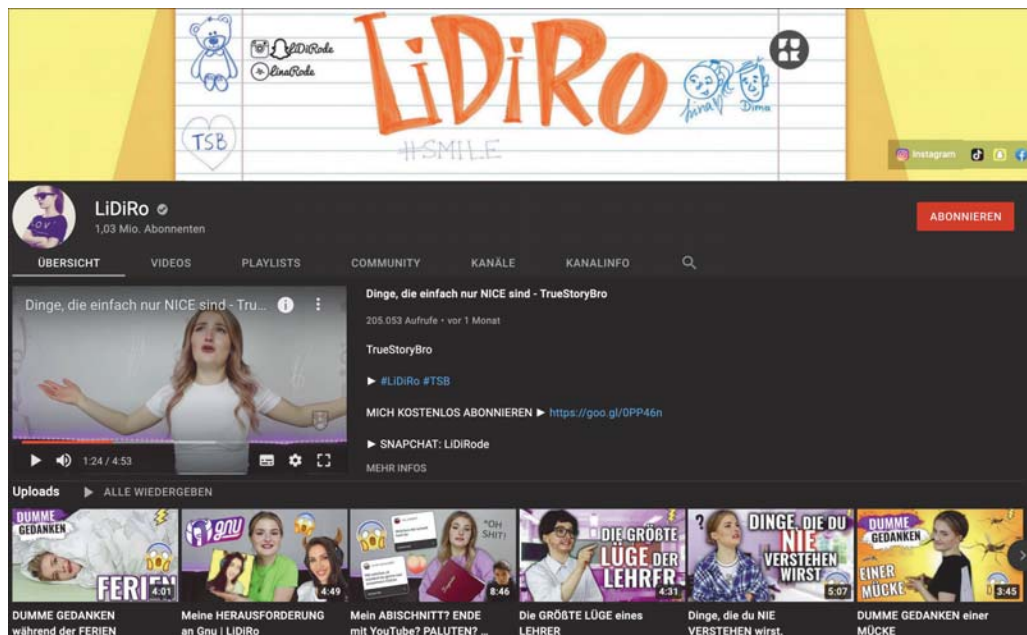 LiDiRo
LiDiRode
LinaRode
TSB
#SMILE
Lina
Dima
Instagram
LiDiRo
1,03 Mio. Abonnenten
ABONNIEREN
ÜBERSICHT VIDEOS PLAYLISTS COMMUNITY KANÄLE KANALINFO
Dinge, die einfach nur NICE sind - Tru...
1:24 / 4:53
Dinge, die einfach nur NICE sind - TrueStoryBro
205.053 Aufrufe • vor 1 Monat
TrueStoryBro
► #LiDiRo #TSB
MICH KOSTENLOS ABONNIEREN ► https://goo.gl/0PP46n
► SNAPCHAT: LiDiRode
MEHR INFOS
Uploads ► ALLE WIEDERGEBEN
DUMME
GEDANKEN
FERIEN
4:01
DUMME GEDANKEN
während der FERIEN
gnu
4:49
Meine HERAUSFORDERUNG
an Gnu | LiDiRo
"OH
SHIT!
8:46
Mein ABISCHNITT? ENDE
mit YouTube? PALUTEN? ...
DIE GRÖßTE
LÜGE DER
LEHRER
4:31
Die GRÖßTE LÜGE eines
LEHRER
?
DINGE, DIE DU
NIE
VERSTEHEN
WIRST
5:07
Dinge, die du NIE
VERSTEHEN wirst.
DUMME
GEDANKEN
EINER
MÜCKE
3:45
DUMME GEDANKEN einer
MÜCKE